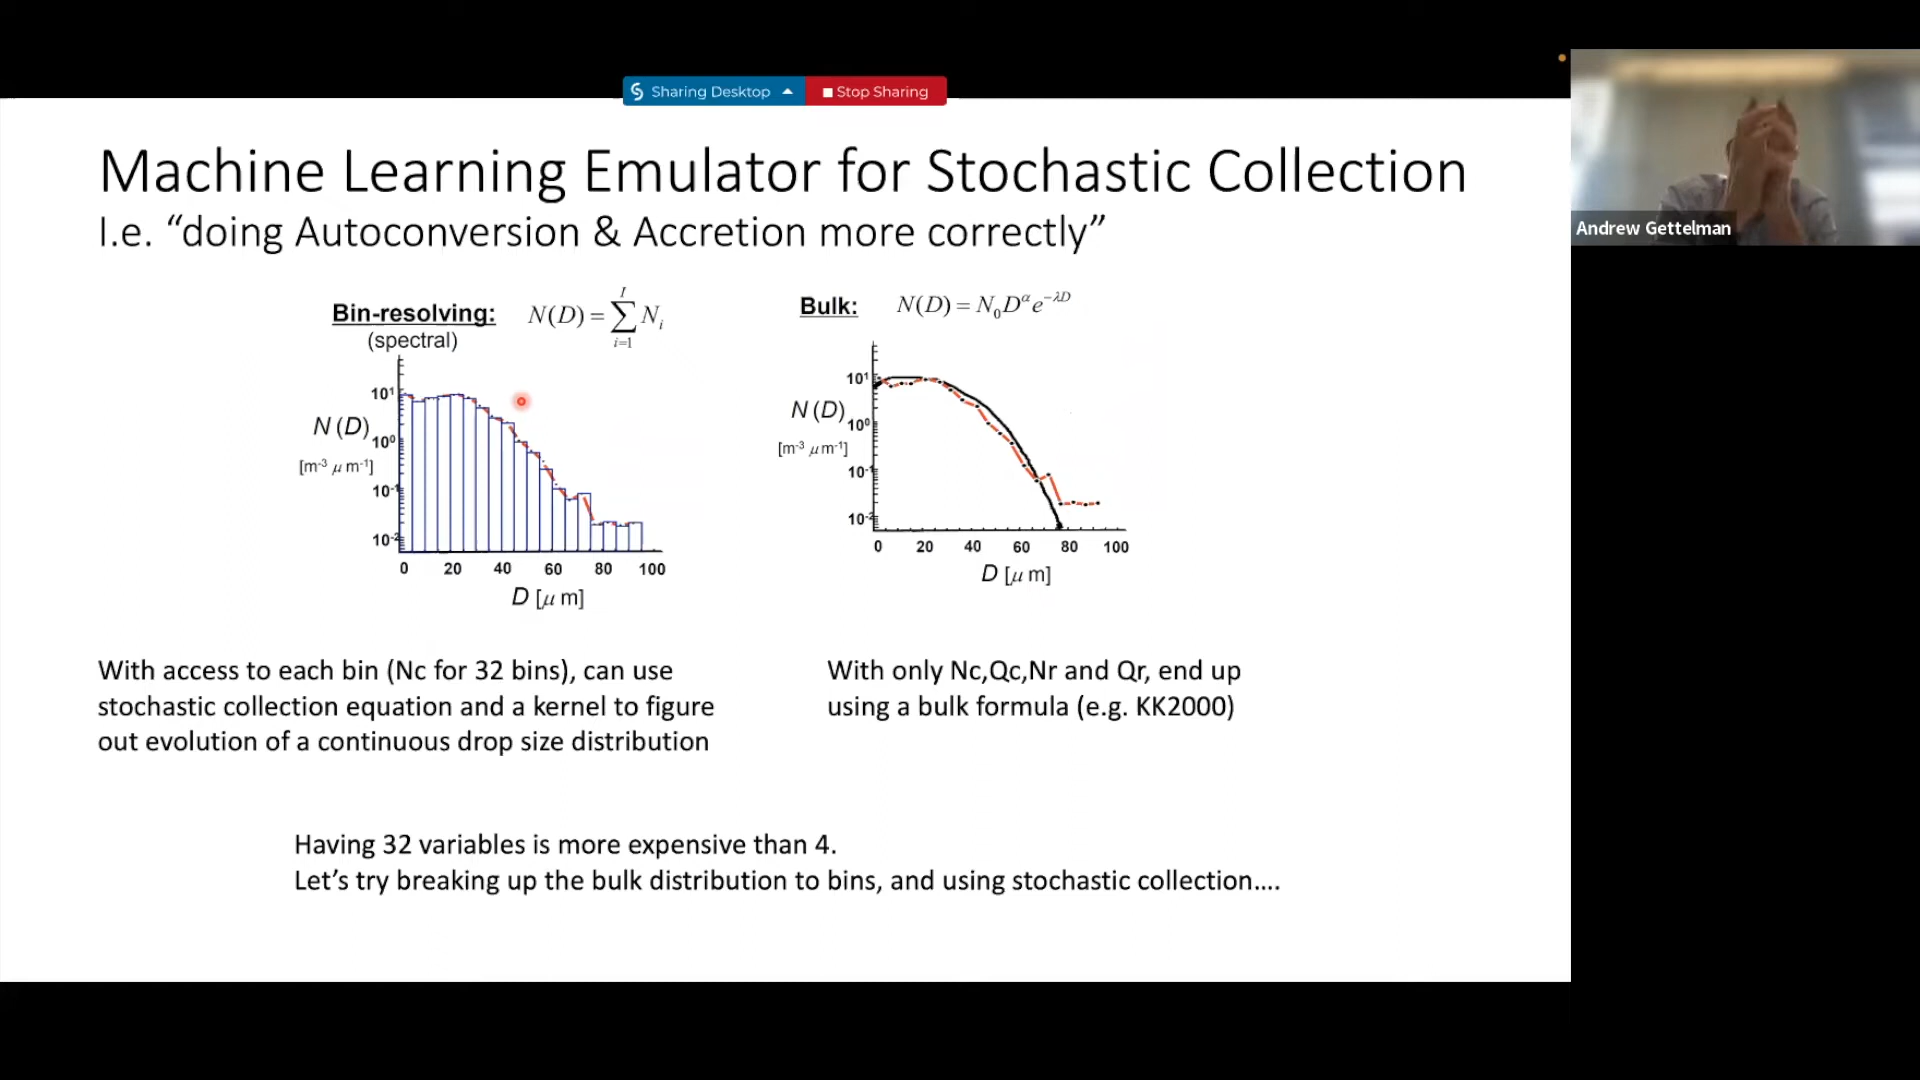 Sharing Desktop
Stop Sharing
Andrew Gettelman
Machine Learning Emulator for Stochastic Collection
I.e. “doing Autoconversion & Accretion more correctly”
Bin-resolving:
(spectral)
N(D) = ∑ᵢ₌₁ᴵ Nᵢ
10¹
N (D)
10⁰
[m⁻³ μ m⁻¹]
10⁻¹
10⁻²
0 20 40 60 80 100
D [μ m]
Bulk:
N(D) = N₀D^α e^−λD
10¹
N (D)
10⁰
[m⁻³ μ m⁻¹]
10⁻¹
10⁻²
0 20 40 60 80 100
D [μ m]
With access to each bin (Nc for 32 bins), can use
stochastic collection equation and a kernel to figure
out evolution of a continuous drop size distribution
With only Nc,Qc,Nr and Qr, end up
using a bulk formula (e.g. KK2000)
Having 32 variables is more expensive than 4.
Let’s try breaking up the bulk distribution to bins, and using stochastic collection….